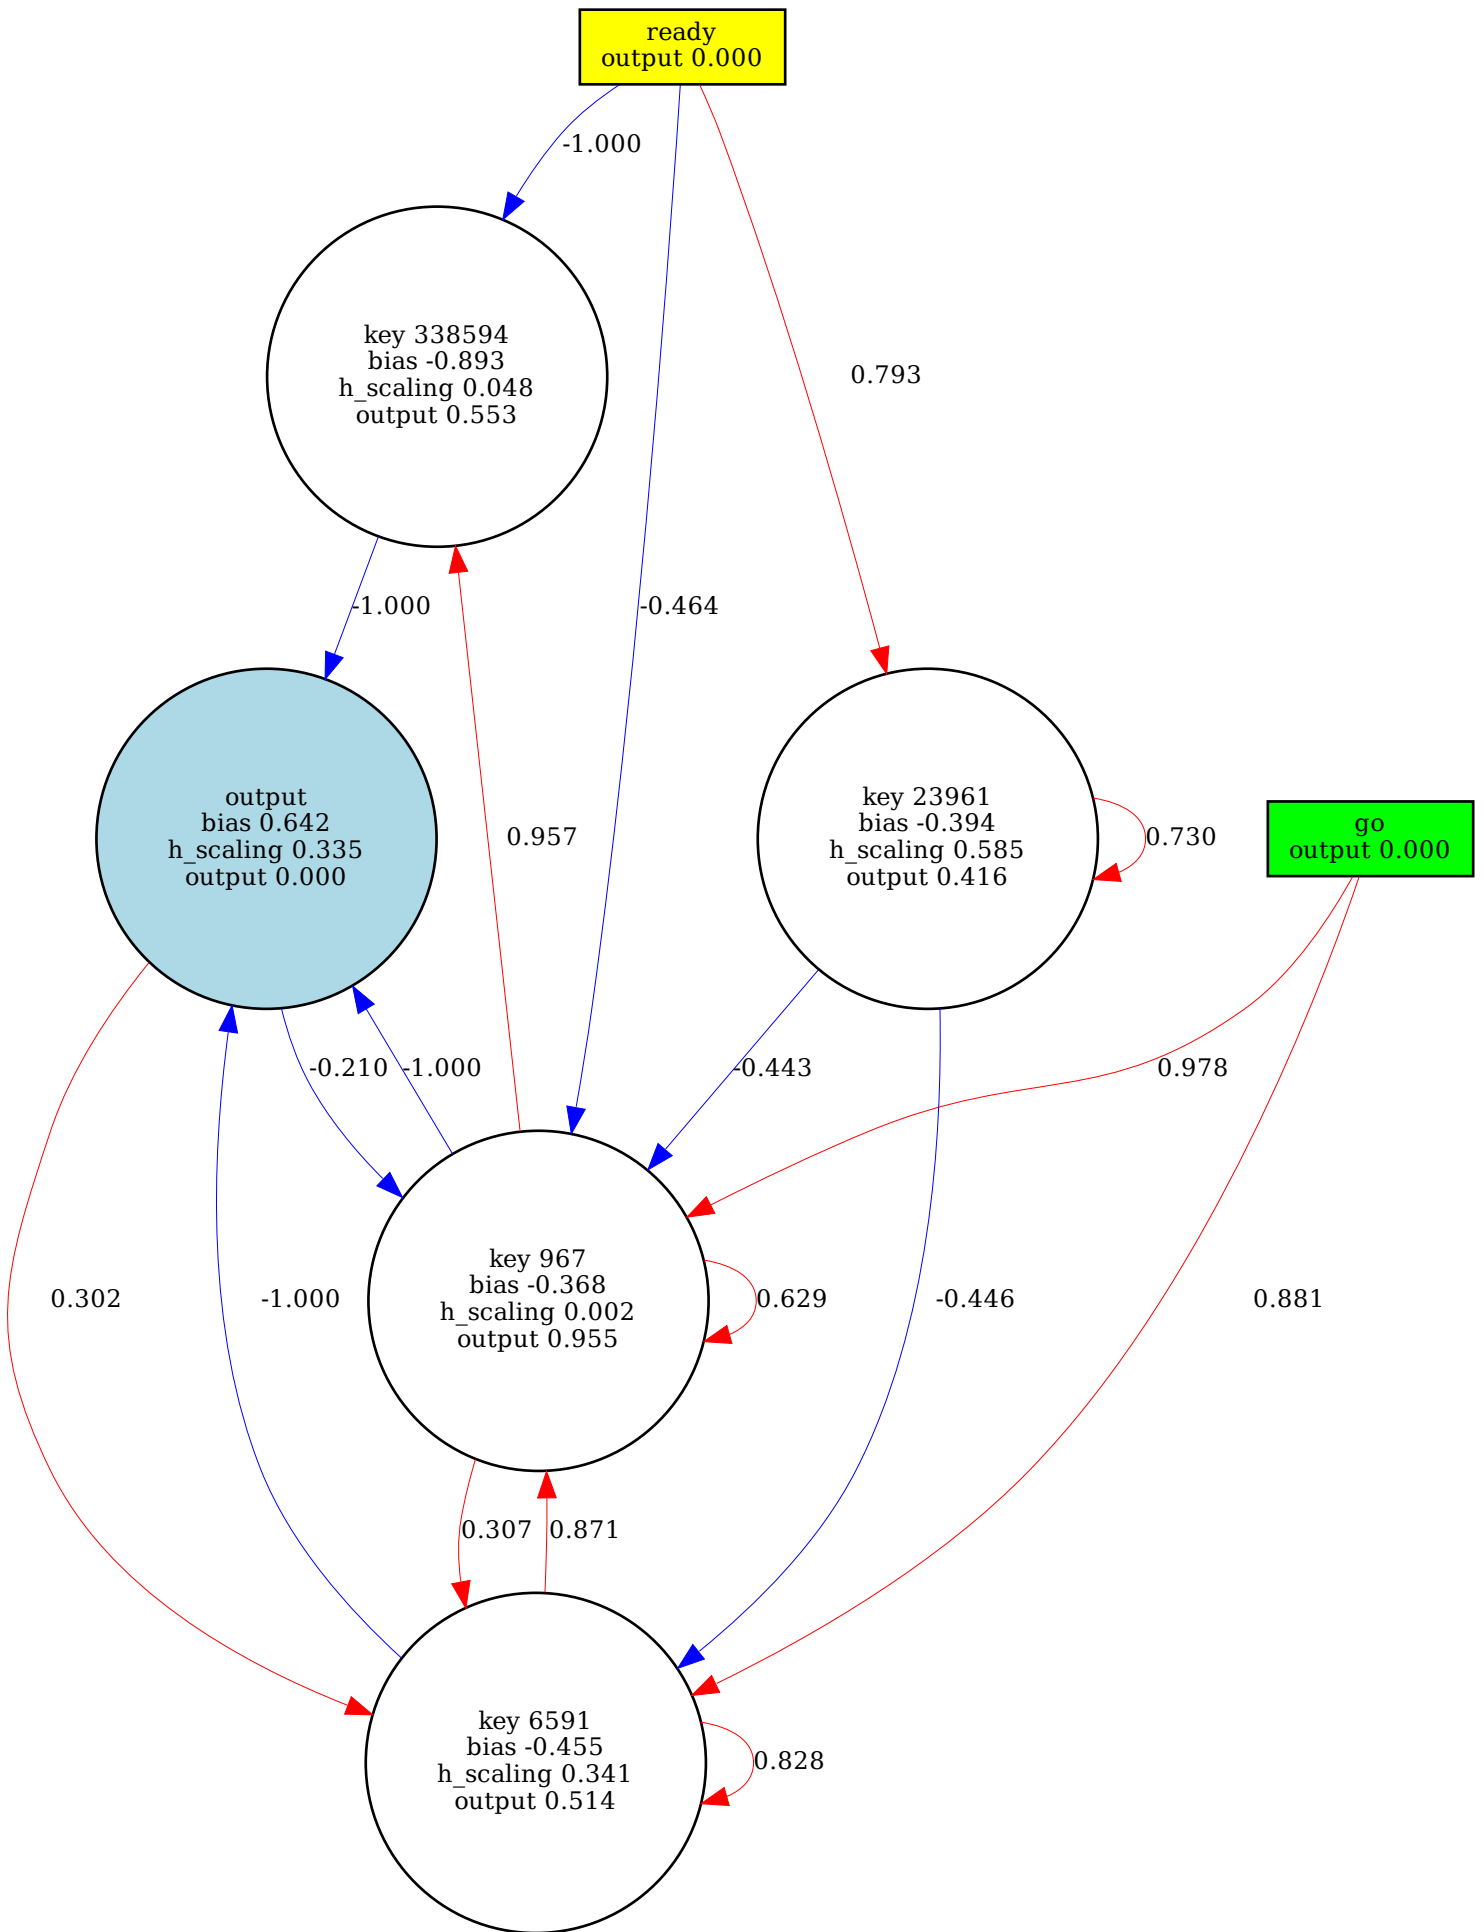 ready
output 0.000
-1.000
key 338594
bias -0.893
h_scaling 0.048
output 0.553
0.793
-1.000
-0.464
output
bias 0.642
h_scaling 0.335
output 0.000
0.957
key 23961
bias -0.394
h_scaling 0.585
output 0.416
0.730
go
output 0.000
-0.210
-1.000
-0.443
0.978
0.302
-1.000
key 967
bias -0.368
h_scaling 0.002
output 0.955
0.629
-0.446
0.881
0.307
0.871
key 6591
bias -0.455
h_scaling 0.341
output 0.514
0.828